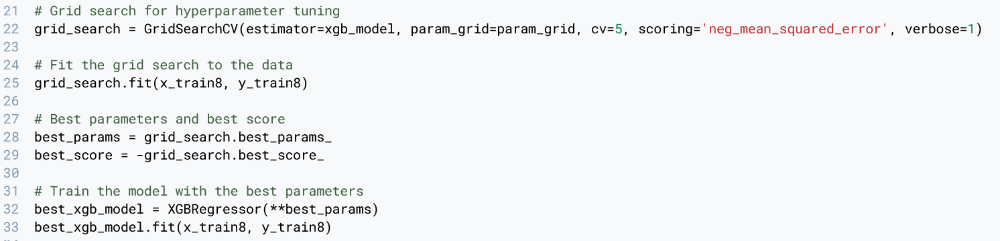 21 # Grid search for hyperparameter tuning
22 grid_search = GridSearchCV(estimator=xgb_model, param_grid=param_grid, cv=5, scoring='neg_mean_squared_error', verbose=1)
23
24 # Fit the grid search to the data
25 grid_search.fit(x_train8, y_train8)
26
27 # Best parameters and best score
28 best_params = grid_search.best_params_
29 best_score = -grid_search.best_score_
30
31 # Train the model with the best parameters
32 best_xgb_model = XGBRegressor(**best_params)
33 best_xgb_model.fit(x_train8, y_train8)